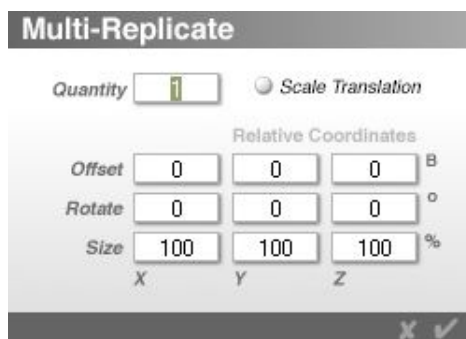 Multi-Replicate
Quantity 1 Scale Translation
Relative Coordinates
Offset 0 0 0 B
Rotate 0 0 0 °
Size 100 100 100 %
X Y Z